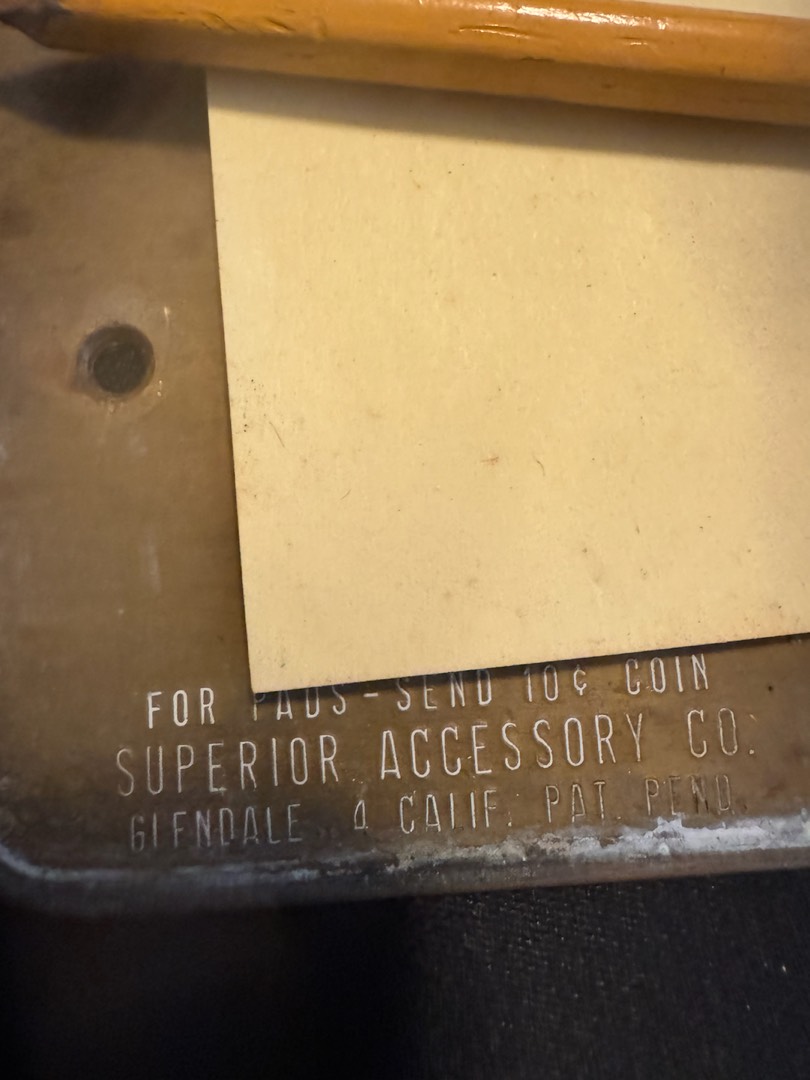 FOR PADS-SEND 10¢ COIN
SUPERIOR ACCESSORY CO.
GLENDALE 4 CALIF. PAT. PEND.